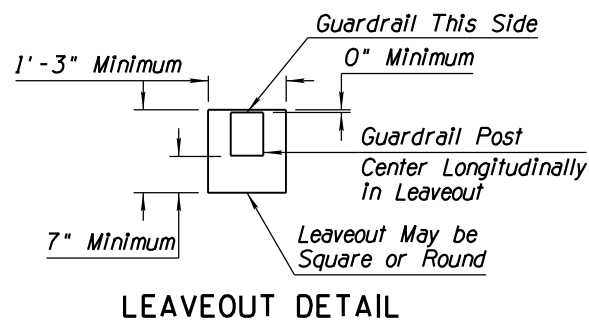 Guardrail This Side
1'-3" Minimum
0" Minimum
Guardrail Post
Center Longitudinally
in Leaveout
7" Minimum
Leaveout May be
Square or Round
LEAVEOUT DETAIL